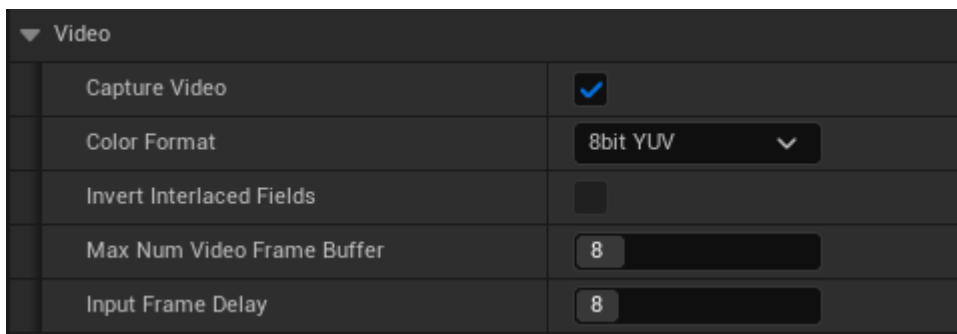 Video
Capture Video
Color Format 8bit YUV
Invert Interlaced Fields
Max Num Video Frame Buffer 8
Input Frame Delay 8